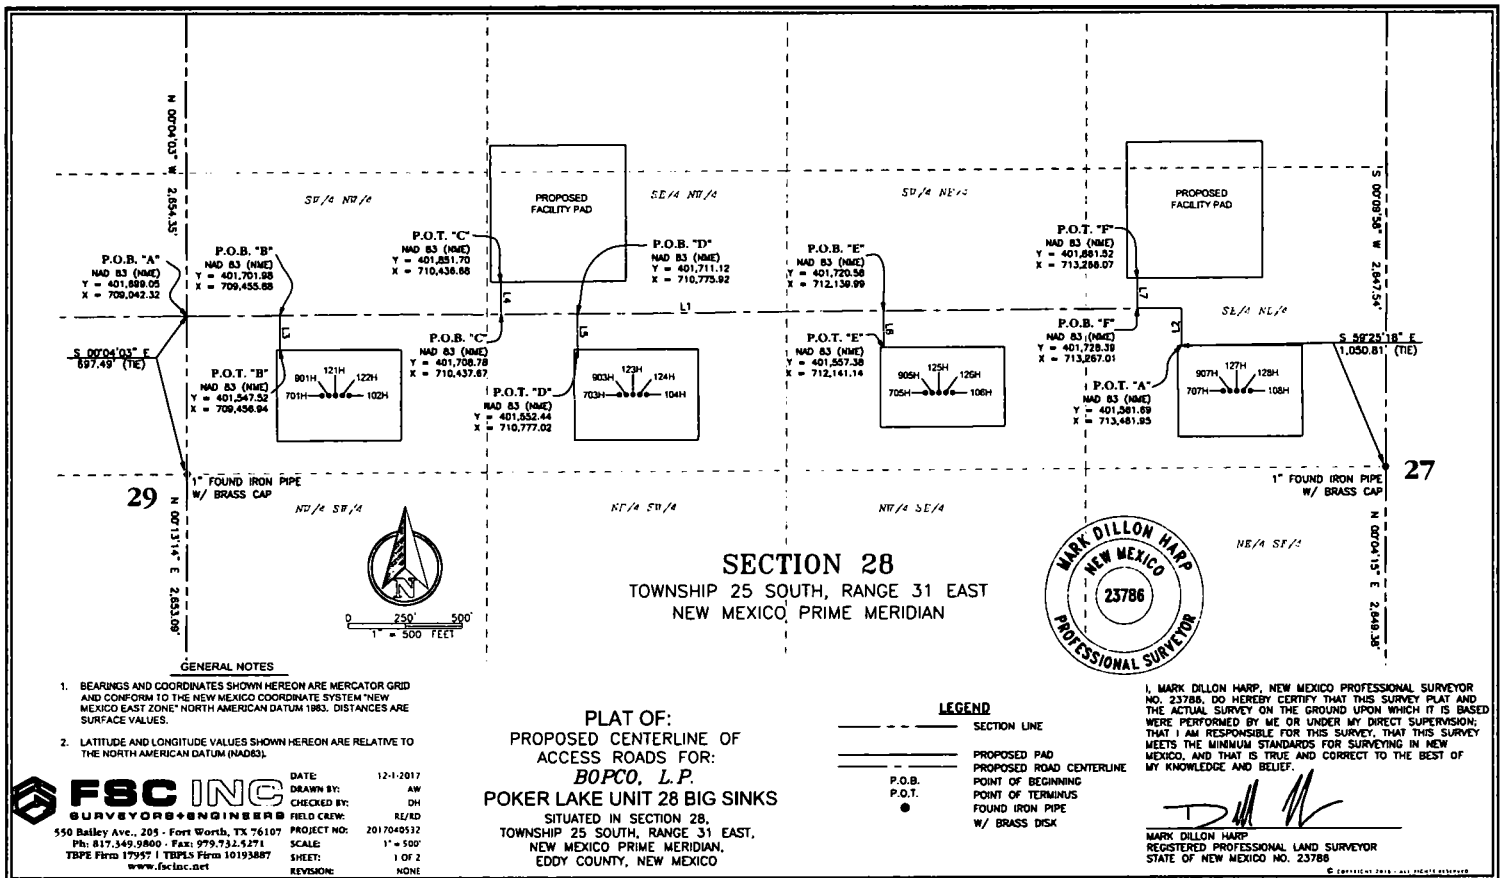 N 00°04'03" W 2,654.35'
SW/4 NW/4
SE/4 NW/4
SW/4 NE/4
PROPOSED
FACILITY PAD
PROPOSED
FACILITY PAD
S 00°09'58" W 2,647.54'
P.O.B. "A"
NAD 83 (NME)
Y = 401,699.05
X = 709,042.32
P.O.B. "B"
NAD 83 (NME)
Y = 401,701.98
X = 709,455.68
P.O.T. "C"
NAD 83 (NME)
Y = 401,851.70
X = 710,436.68
P.O.B. "D"
NAD 83 (NME)
Y = 401,711.12
X = 710,775.92
P.O.B. "E"
NAD 83 (NME)
Y = 401,720.58
X = 712,139.99
P.O.T. "F"
NAD 83 (NME)
Y = 401,881.52
X = 713,268.07
L4
L1
L7
SE/4 NE/4
L3
L5
L6
S 00°04'03" E
697.49' (TIE)
P.O.T. "B"
NAD 83 (NME)
Y = 401,547.52
X = 709,456.94
P.O.B. "C"
NAD 83 (NME)
Y = 401,708.78
X = 710,437.67
P.O.T. "D"
NAD 83 (NME)
Y = 401,552.44
X = 710,777.02
P.O.T. "E"
NAD 83 (NME)
Y = 401,557.38
X = 712,141.14
P.O.B. "F"
NAD 83 (NME)
Y = 401,728.39
X = 713,267.01
P.O.T. "A"
NAD 83 (NME)
Y = 401,561.69
X = 713,461.95
S 59°25'18" E
1,050.81' (TIE)
901H 121H 122H
701H 102H
903H 123H 124H
703H 104H
905H 125H 126H
705H 106H
907H 127H 128H
707H 108H
29
1" FOUND IRON PIPE
W/ BRASS CAP
27
1" FOUND IRON PIPE
W/ BRASS CAP
N 00°13'14" E 2,653.09'
NW/4 SW/4
NE/4 SW/4
NW/4 SE/4
NE/4 SE/4
N 00°04'15" E 2,649.38'
N
0 250' 500'
1" = 500 FEET
SECTION 28
TOWNSHIP 25 SOUTH, RANGE 31 EAST
NEW MEXICO PRIME MERIDIAN
MARK DILLON HARP
NEW MEXICO
23786
PROFESSIONAL SURVEYOR
GENERAL NOTES
1. BEARINGS AND COORDINATES SHOWN HEREON ARE MERCATOR GRID
AND CONFORM TO THE NEW MEXICO COORDINATE SYSTEM "NEW
MEXICO EAST ZONE" NORTH AMERICAN DATUM 1983. DISTANCES ARE
SURFACE VALUES.
2. LATITUDE AND LONGITUDE VALUES SHOWN HEREON ARE RELATIVE TO
THE NORTH AMERICAN DATUM (NAD83).
FSC INC
SURVEYORS+ENGINEERS
550 Bailey Ave., 205 - Fort Worth, TX 76107
Ph: 817.349.9800 - Fax: 979.732.5271
TBPE Firm 17957 | TBPLS Firm 10193887
www.fscinc.net
DATE: 12-1-2017
DRAWN BY: AW
CHECKED BY: DH
FIELD CREW: RE/RD
PROJECT NO: 2017040532
SCALE: 1" = 500'
SHEET: 1 OF 2
REVISION: NONE
PLAT OF:
PROPOSED CENTERLINE OF
ACCESS ROADS FOR:
BOPCO, L.P.
POKER LAKE UNIT 28 BIG SINKS
SITUATED IN SECTION 28,
TOWNSHIP 25 SOUTH, RANGE 31 EAST,
NEW MEXICO PRIME MERIDIAN,
EDDY COUNTY, NEW MEXICO
LEGEND
SECTION LINE
PROPOSED PAD
PROPOSED ROAD CENTERLINE
P.O.B. POINT OF BEGINNING
P.O.T. POINT OF TERMINUS
FOUND IRON PIPE
W/ BRASS DISK
I, MARK DILLON HARP, NEW MEXICO PROFESSIONAL SURVEYOR
NO. 23786, DO HEREBY CERTIFY THAT THIS SURVEY PLAT AND
THE ACTUAL SURVEY ON THE GROUND UPON WHICH IT IS BASED
WERE PERFORMED BY ME OR UNDER MY DIRECT SUPERVISION;
THAT I AM RESPONSIBLE FOR THIS SURVEY, THAT THIS SURVEY
MEETS THE MINIMUM STANDARDS FOR SURVEYING IN NEW
MEXICO, AND THAT IS TRUE AND CORRECT TO THE BEST OF
MY KNOWLEDGE AND BELIEF.
MARK DILLON HARP
REGISTERED PROFESSIONAL LAND SURVEYOR
STATE OF NEW MEXICO NO. 23786